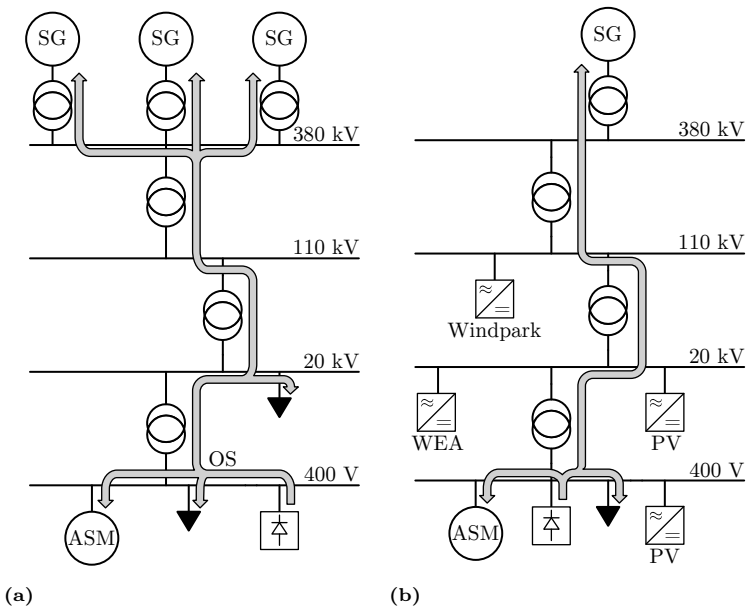 SG SG SG
380 kV
110 kV
20 kV
OS
400 V
ASM
(a)
SG
380 kV
110 kV
≈ =
Windpark
20 kV
≈ = ≈ =
WEA PV
400 V
ASM ≈ =
PV
(b)